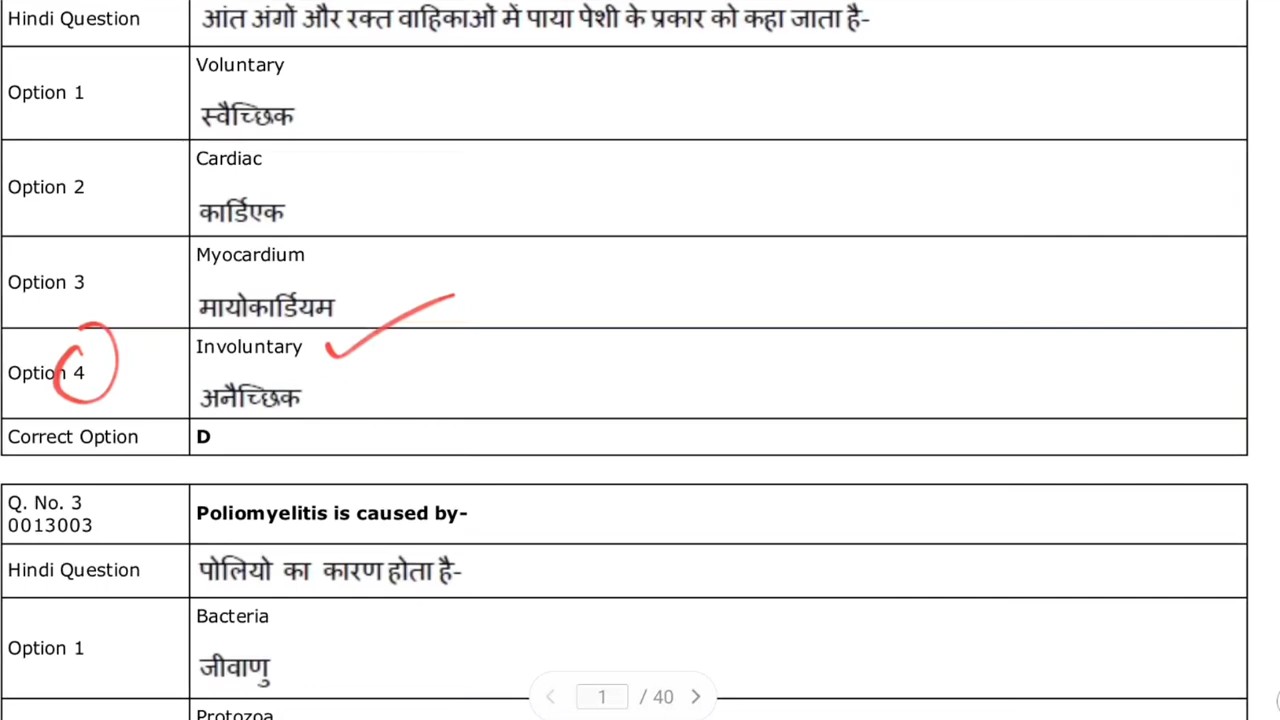 Hindi Question
आंत अंगों और रक्त वाहिकाओं में पाया पेशी के प्रकार को कहा जाता है-
Option 1
Voluntary
स्वैच्छिक
Option 2
Cardiac
कार्डिएक
Option 3
Myocardium
मायोकार्डियम
Option 4
Involuntary
अनैच्छिक
Correct Option
D
Q. No. 3
0013003
Poliomyelitis is caused by-
Hindi Question
पोलियो का कारण होता है-
Option 1
Bacteria
जीवाणु
Protozoa
1 / 40